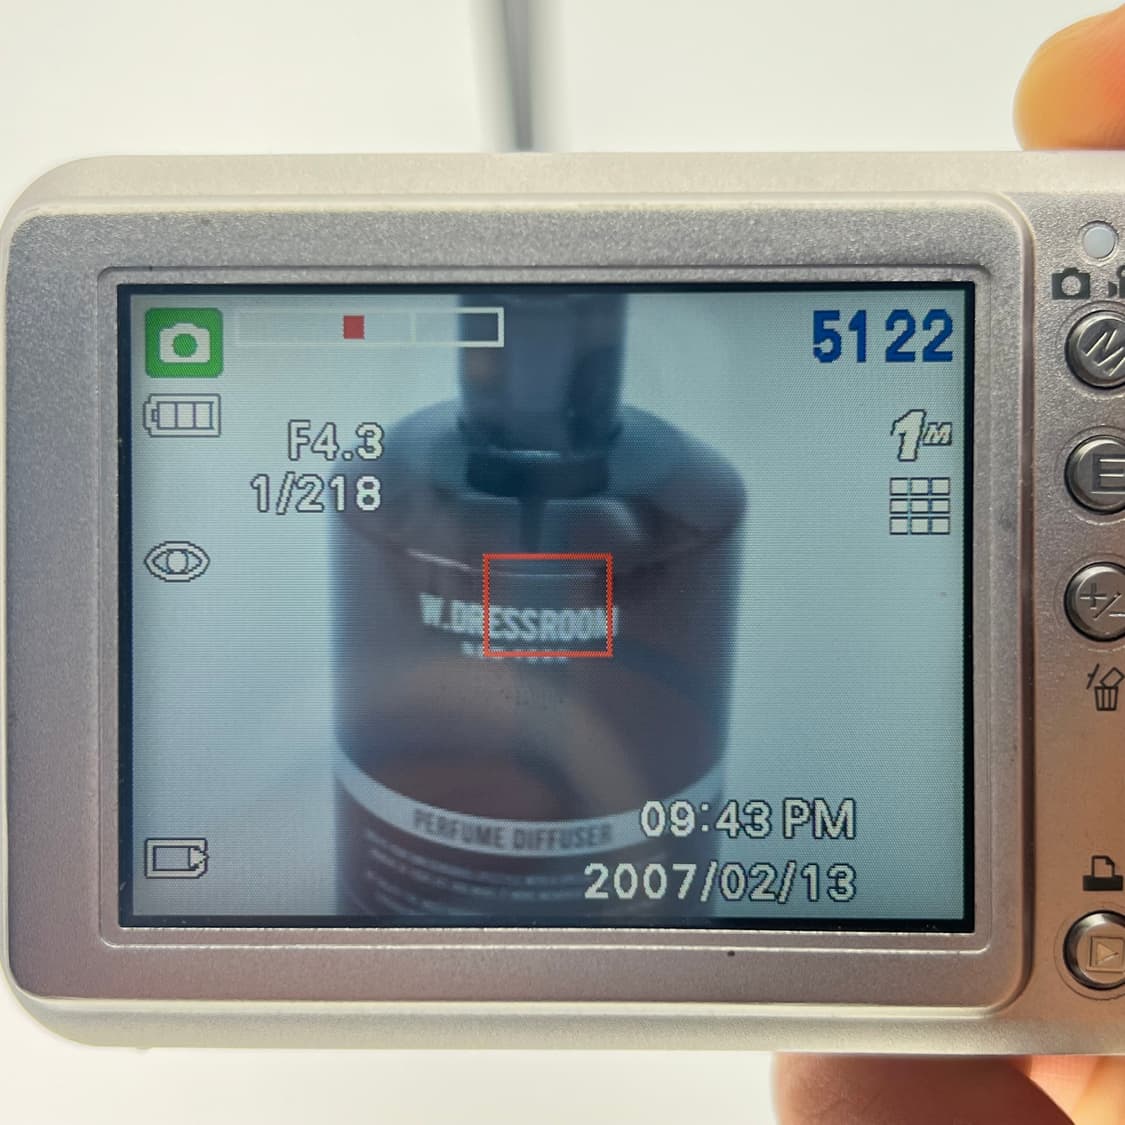 5122
F4.3
1/218
1M
W.DRESSROOM
PERFUME DIFFUSER
09:43 PM
2007/02/13
M
E
+/-